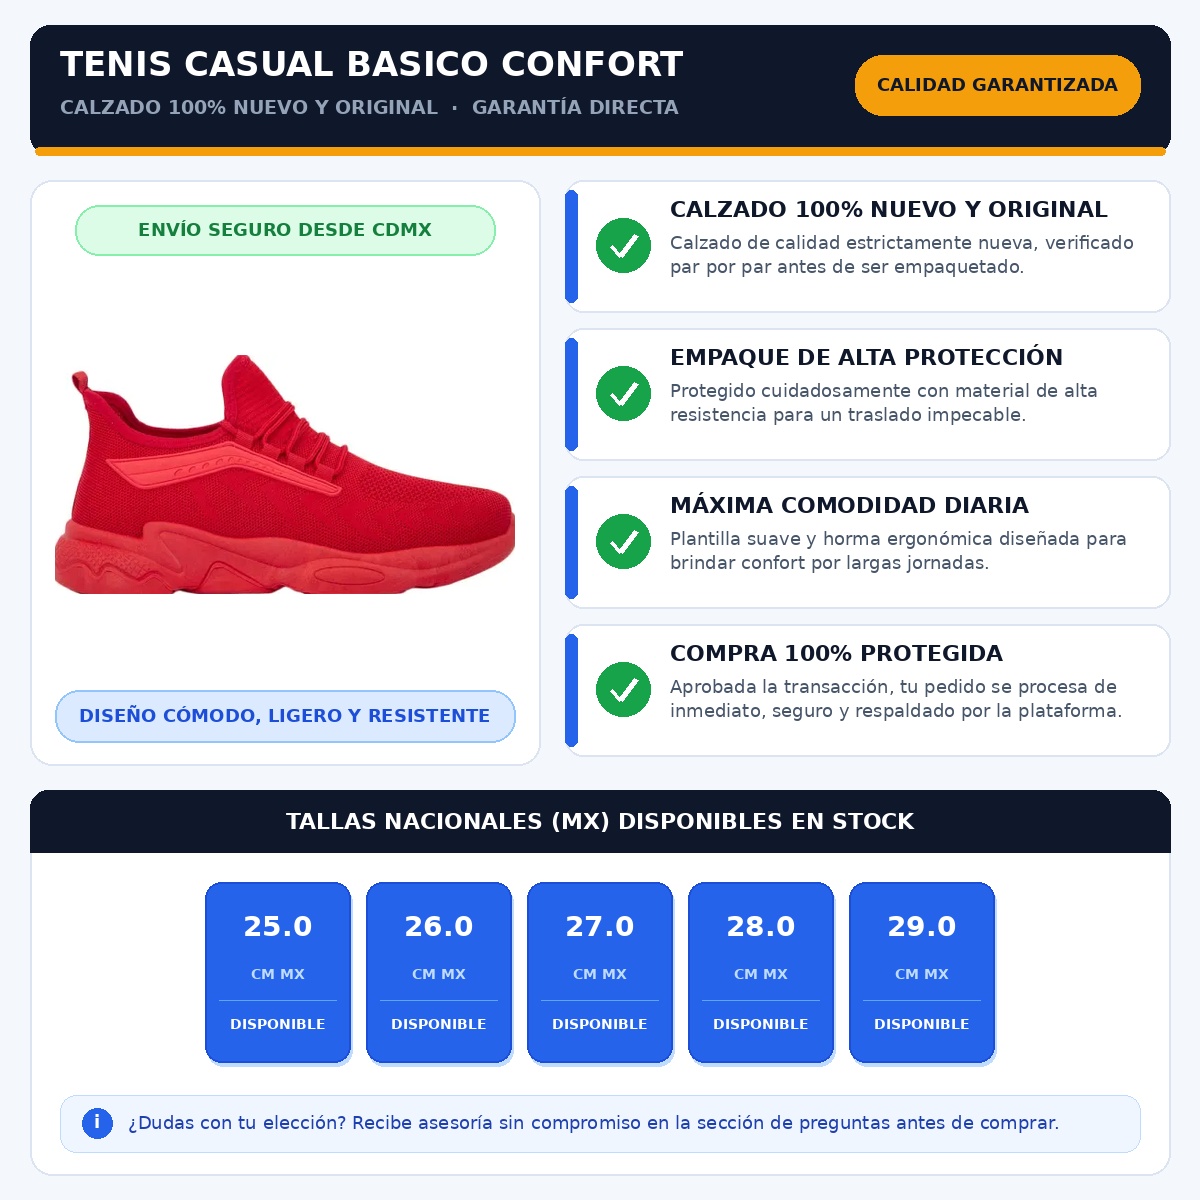 TENIS CASUAL BASICO CONFORT
CALZADO 100% NUEVO Y ORIGINAL · GARANTÍA DIRECTA
CALIDAD GARANTIZADA
ENVÍO SEGURO DESDE CDMX
DISEÑO CÓMODO, LIGERO Y RESISTENTE
CALZADO 100% NUEVO Y ORIGINAL
Calzado de calidad estrictamente nueva, verificado
par por par antes de ser empaquetado.
EMPAQUE DE ALTA PROTECCIÓN
Protegido cuidadosamente con material de alta
resistencia para un traslado impecable.
MÁXIMA COMODIDAD DIARIA
Plantilla suave y horma ergonómica diseñada para
brindar confort por largas jornadas.
COMPRA 100% PROTEGIDA
Aprobada la transacción, tu pedido se procesa de
inmediato, seguro y respaldado por la plataforma.
TALLAS NACIONALES (MX) DISPONIBLES EN STOCK
25.0
CM MX
DISPONIBLE
26.0
CM MX
DISPONIBLE
27.0
CM MX
DISPONIBLE
28.0
CM MX
DISPONIBLE
29.0
CM MX
DISPONIBLE
i
¿Dudas con tu elección? Recibe asesoría sin compromiso en la sección de preguntas antes de comprar.